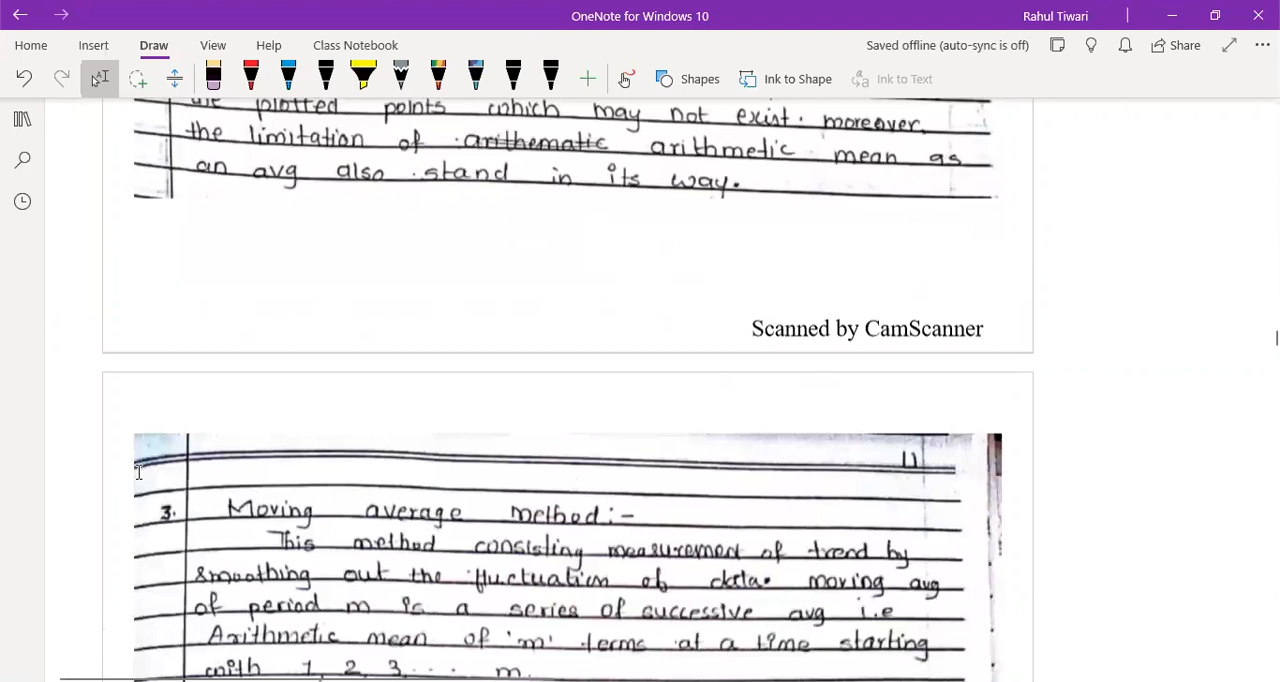 OneNote for Windows 10
Rahul Tiwari
Home Insert Draw View Help Class Notebook
Saved offline (auto-sync is off) Share
Shapes Ink to Shape Ink to Text
the plotted points which may not exist. moreover,
the limitation of arithematic arithmetic mean as
an avg also stand in its way.
Scanned by CamScanner
11
3. Moving average method:-
This method consisting measurement of trend by
smoothing out the fluctuation of data. moving avg
of period m is a series of successive avg i.e
Arithmetic mean of 'm' terms at a time starting
with 1, 2, 3.... m.